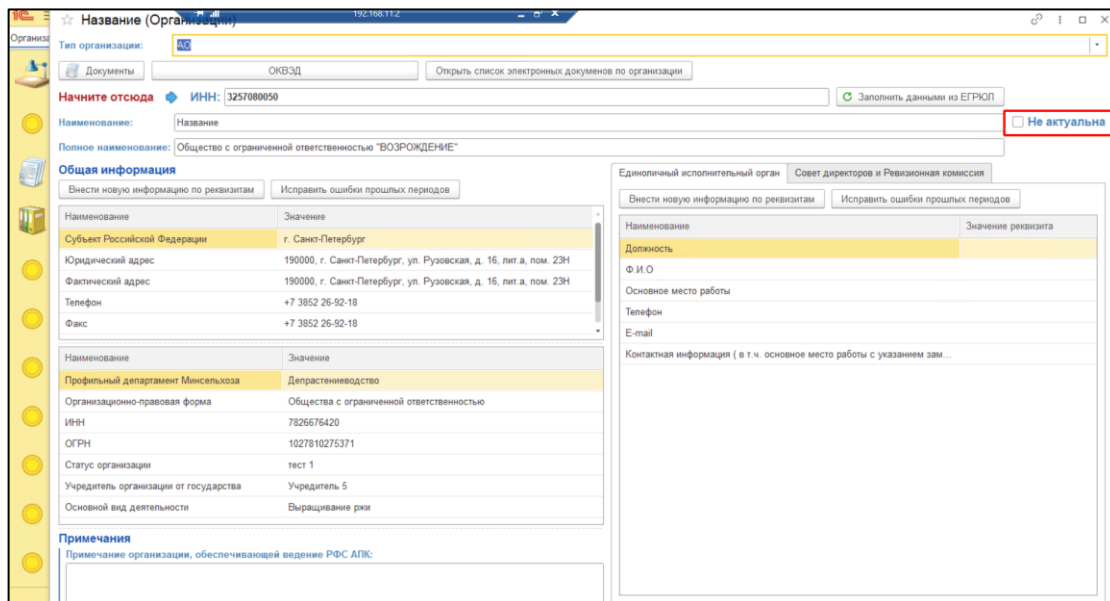 192.168.11.2
Название (Организации)
Организа
Тип организации: АО
Документы ОКВЭД Открыть список электронных докуменов по организации
Начните отсюда ИНН: 3257080050 Заполнить данными из ЕГРЮЛ
Наименование: Название Не актуальна
Полное наименование: Общество с ограниченной ответственностью "ВОЗРОЖДЕНИЕ"
Общая информация
Внести новую информацию по реквизитам Исправить ошибки прошлых периодов
Наименование Значение
Субъект Российской Федерации г. Санкт-Петербург
Юридический адрес 190000, г. Санкт-Петербург, ул. Рузовская, д. 16, лит.а, пом. 23Н
Фактический адрес 190000, г. Санкт-Петербург, ул. Рузовская, д. 16, лит.а, пом. 23Н
Телефон +7 3852 26-92-18
Факс +7 3852 26-92-18
Наименование Значение
Профильный департамент Минсельхоза Депрастениеводство
Организационно-правовая форма Общества с ограниченной ответственностью
ИНН 7826676420
ОГРН 1027810275371
Статус организации тест 1
Учредитель организации от государства Учредитель 5
Основной вид деятельности Выращивание ржи
Примечания
Примечание организации, обеспечивающей ведение РФС АПК:
Единоличный исполнительный орган Совет директоров и Ревизионная комиссия
Внести новую информацию по реквизитам Исправить ошибки прошлых периодов
Наименование Значение реквизита
Должность
Ф.И.О
Основное место работы
Телефон
E-mail
Контактная информация ( в т.ч. основное место работы с указанием зам...